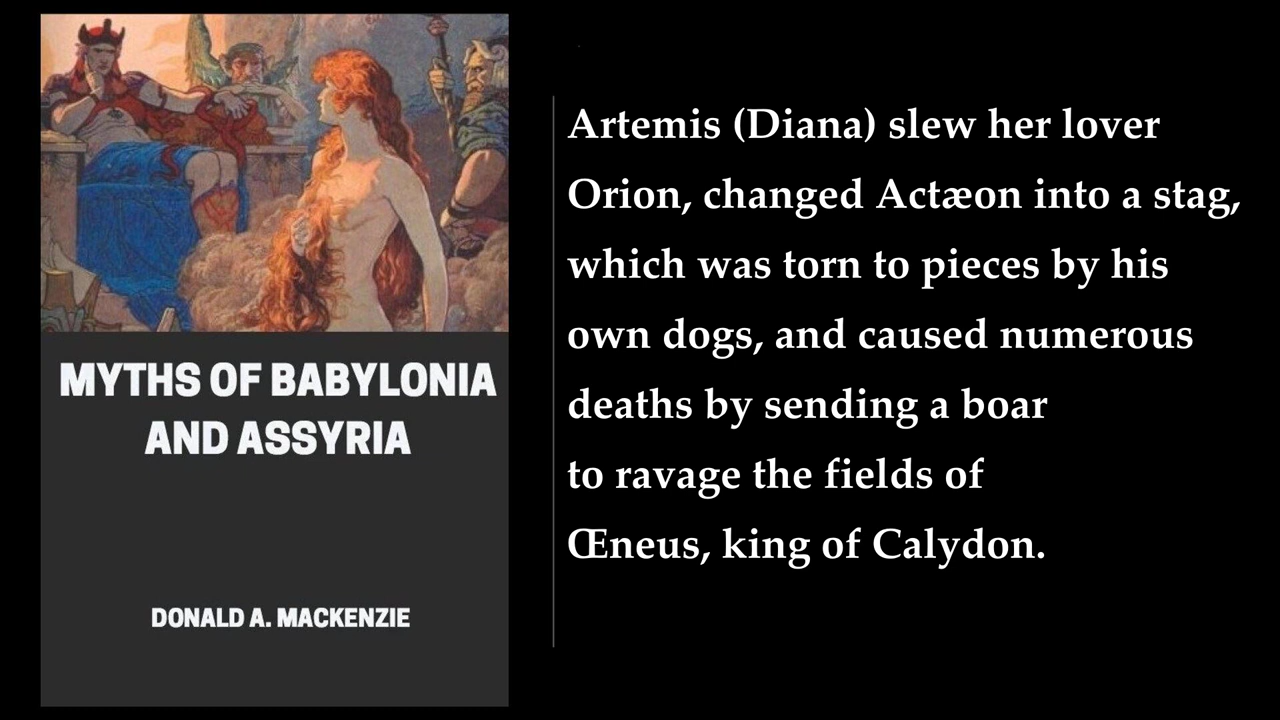 MYTHS OF BABYLONIA
AND ASSYRIA
DONALD A. MACKENZIE
Artemis (Diana) slew her lover
Orion, changed Actæon into a stag,
which was torn to pieces by his
own dogs, and caused numerous
deaths by sending a boar
to ravage the fields of
Œneus, king of Calydon.